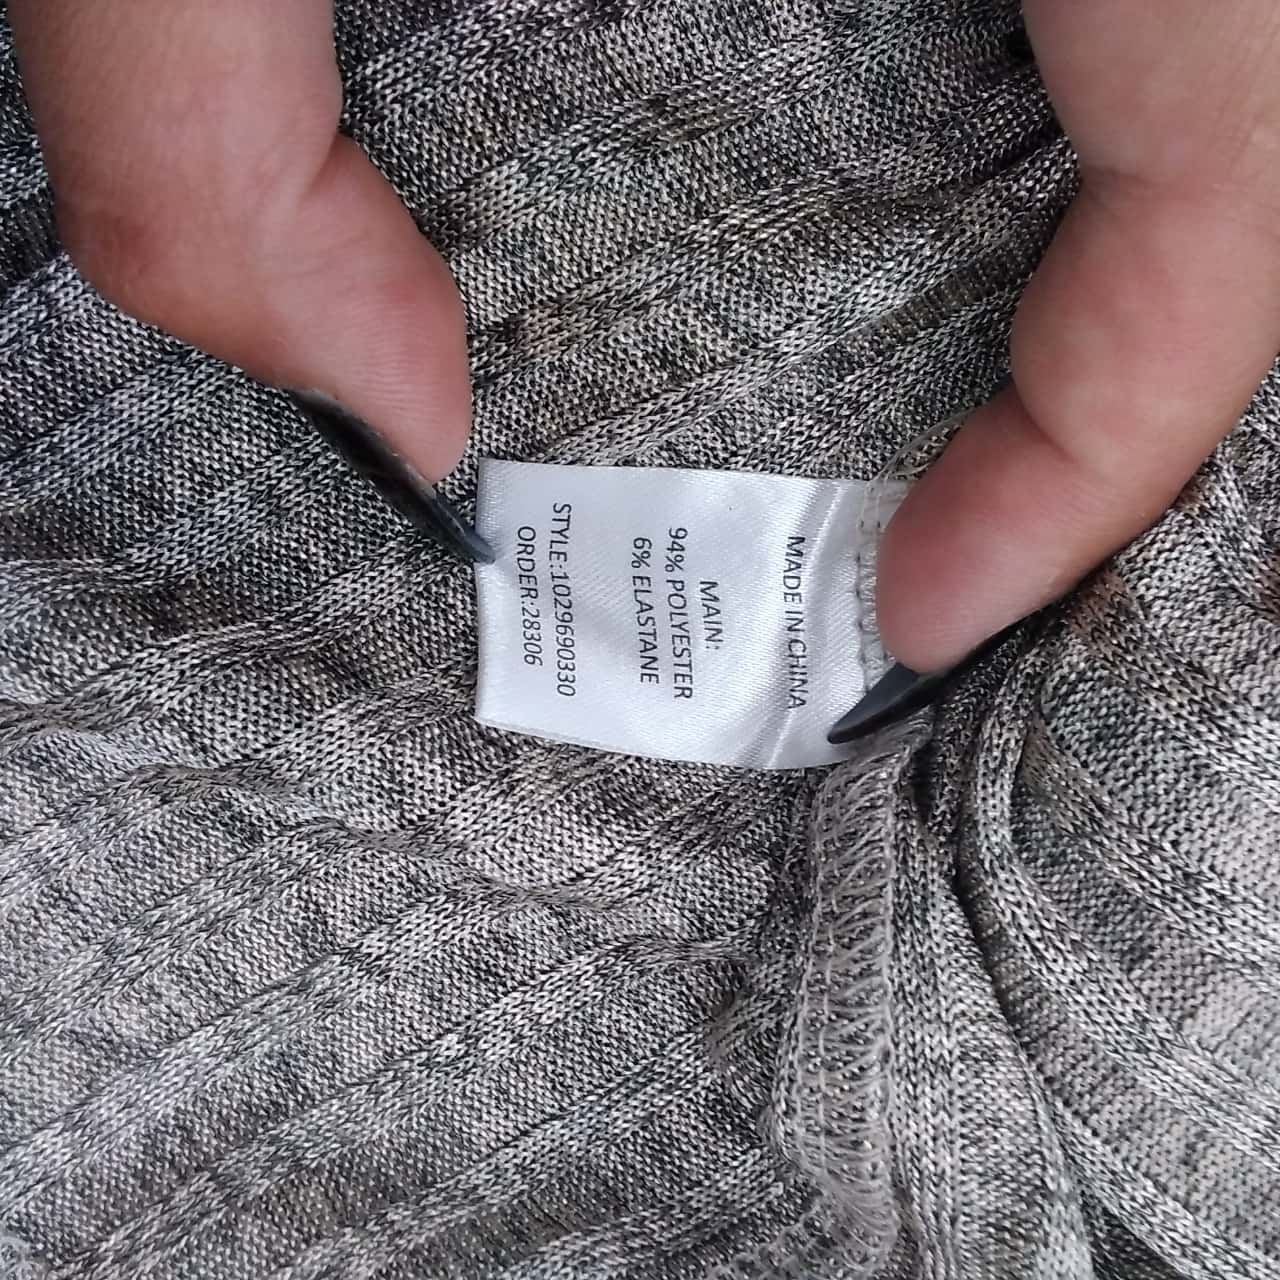 MADE IN CHINA
MAIN:
94% POLYESTER
6% ELASTANE
STYLE:1029690330
ORDER:28306